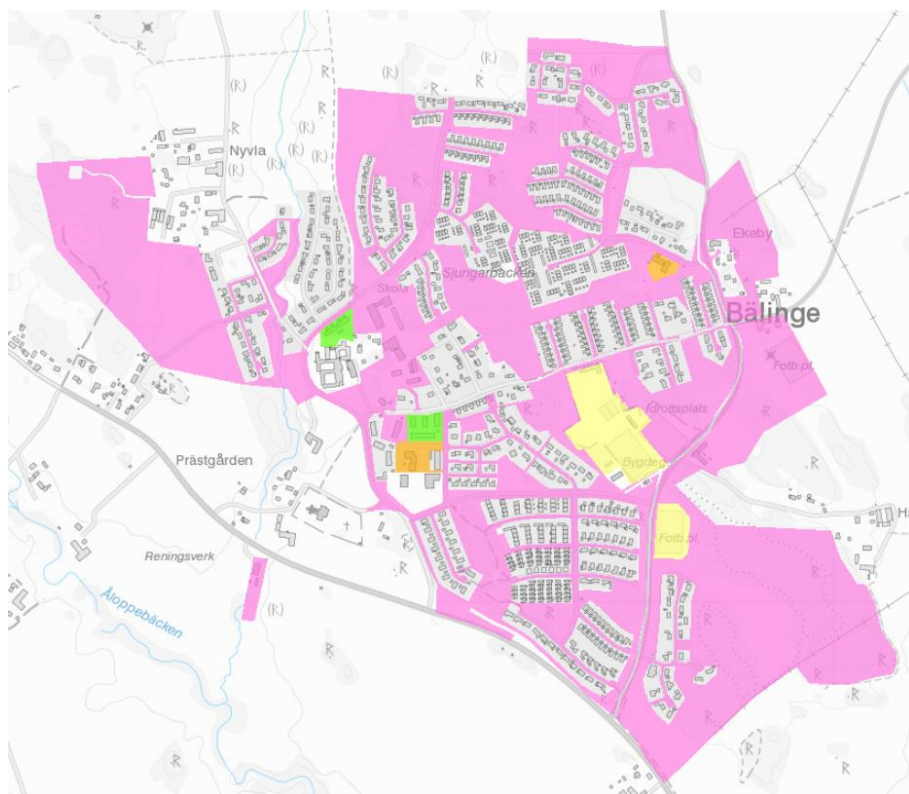 Nyvla
Ekeby
Sjungarbacken
Skola
Bälinge
Fotb.pl.
Idrottsplats
Prästgården
Bygdeg.
Fotb.pl.
Reningsverk
Åloppebäcken